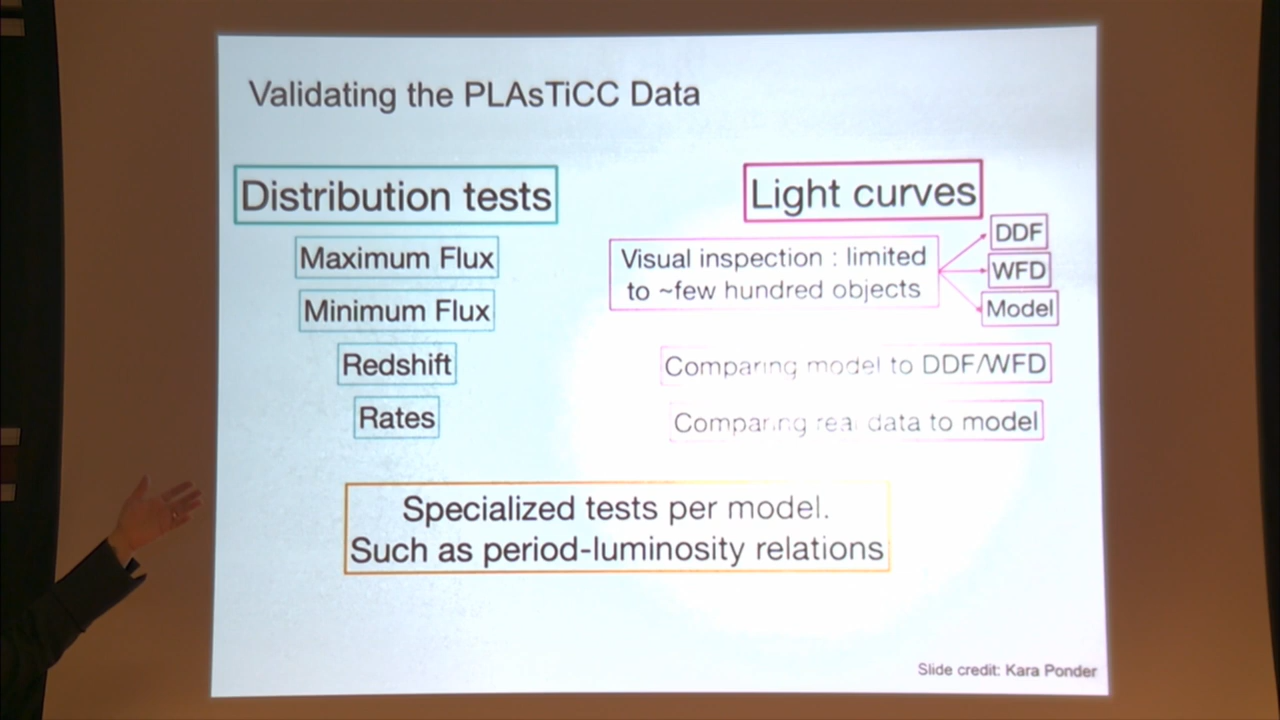 Validating the PLAsTiCC Data
Distribution tests
Maximum Flux
Minimum Flux
Redshift
Rates
Light curves
Visual inspection : limited
to ~few hundred objects
DDF
WFD
Model
Comparing model to DDF/WFD
Comparing real data to model
Specialized tests per model.
Such as period-luminosity relations
Slide credit: Kara Ponder